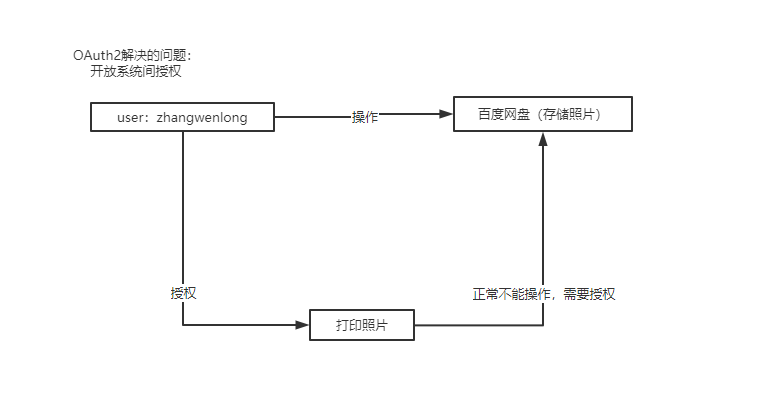 OAuth2解决的问题：
开放系统间授权
user：zhangwenlong
操作
百度网盘（存储照片）
授权
正常不能操作，需要授权
打印照片